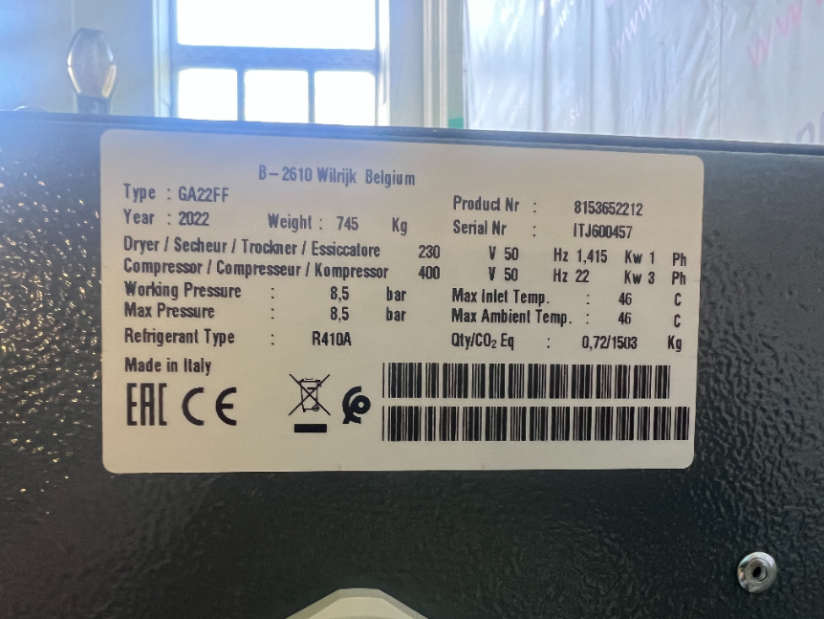 B-2610 Wilrijk Belgium
Type : GA22FF
Product Nr : 8153652212
Year : 2022 Weight : 745 Kg
Serial Nr : ITJ600457
Dryer / Secheur / Trockner / Essiccatore 230 V 50 Hz 1,415 Kw 1 Ph
Compressor / Compresseur / Kompressor 400 V 50 Hz 22 Kw 3 Ph
Working Pressure : 8,5 bar
Max Inlet Temp. : 46 C
Max Pressure : 8,5 bar
Max Ambient Temp. : 46 C
Refrigerant Type : R410A
Qty/CO₂ Eq : 0,72/1503 Kg
Made in Italy
EAC CE